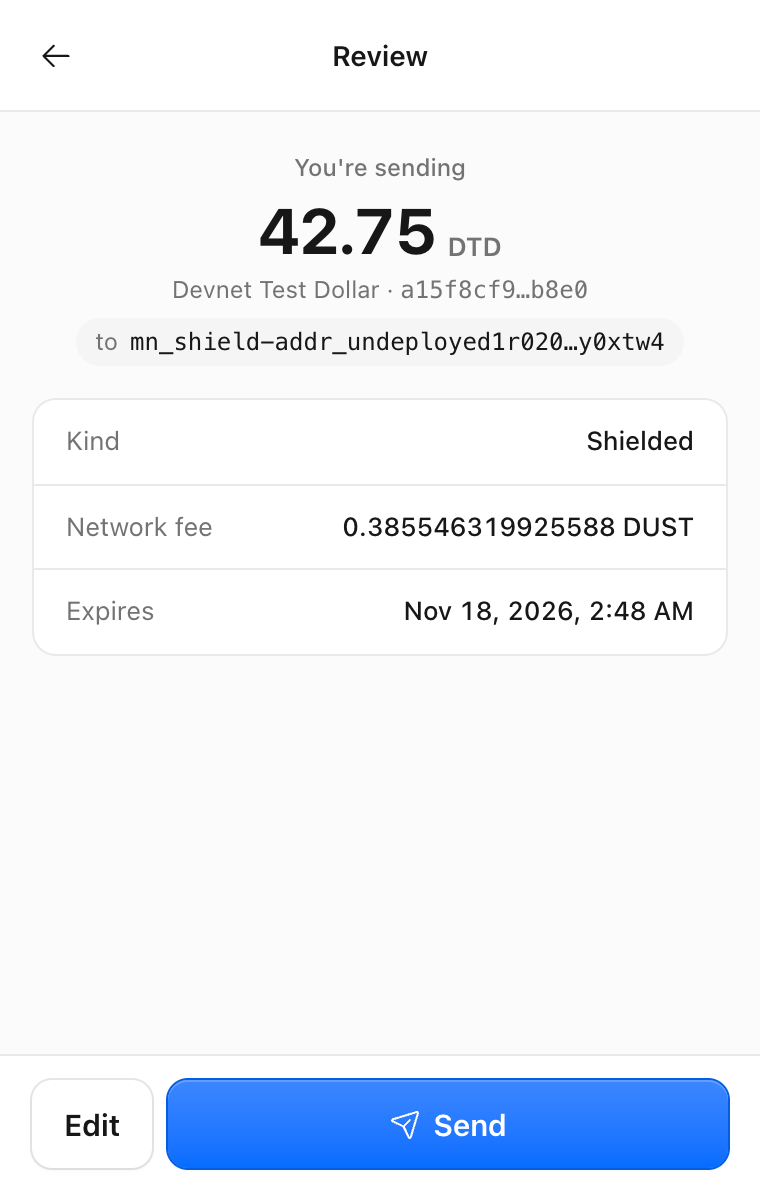 Review
You're sending
42.75 DTD
Devnet Test Dollar · a15f8cf9…b8e0
to mn_shield-addr_undeployed1r020…y0xtw4
Kind Shielded
Network fee 0.385546319925588 DUST
Expires Nov 18, 2026, 2:48 AM
Edit Send